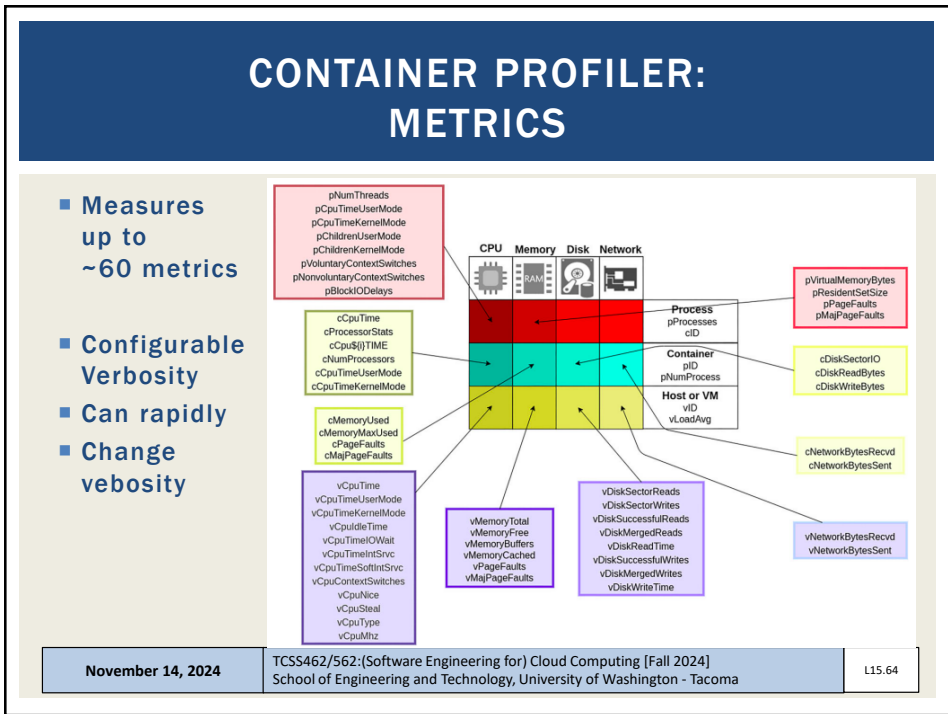 CONTAINER PROFILER:
METRICS
Measures
up to
~60 metrics
Configurable
Verbosity
Can rapidly
Change
vebosity
pNumThreads
pCpuTimeUserMode
pCpuTimeKernelMode
pChildrenUserMode
pChildrenKernelMode
pVoluntaryContextSwitches
pNonvoluntaryContextSwitches
pBlockIODelays
cCpuTime
cProcessorStats
cCpu${i}TIME
cNumProcessors
cCpuTimeUserMode
cCpuTimeKernelMode
cMemoryUsed
cMemoryMaxUsed
cPageFaults
cMajPageFaults
vCpuTime
vCpuTimeUserMode
vCpuTimeKernelMode
vCpuIdleTime
vCpuTimeIOWait
vCpuTimeIntSrvc
vCpuTimeSoftIntSrvc
vCpuContextSwitches
vCpuNice
vCpuSteal
vCpuType
vCpuMhz
CPU Memory Disk Network
RAM
Process
pProcesses
cID
Container
pID
pNumProcess
Host or VM
vID
vLoadAvg
vMemoryTotal
vMemoryFree
vMemoryBuffers
vMemoryCached
vPageFaults
vMajPageFaults
vDiskSectorReads
vDiskSectorWrites
vDiskSuccessfulReads
vDiskMergedReads
vDiskReadTime
vDiskSuccessfulWrites
vDiskMergedWrites
vDiskWriteTime
pVirtualMemoryBytes
pResidentSetSize
pPageFaults
pMajPageFaults
cDiskSectorIO
cDiskReadBytes
cDiskWriteBytes
cNetworkBytesRecvd
cNetworkBytesSent
vNetworkBytesRecvd
vNetworkBytesSent
November 14, 2024
TCSS462/562:(Software Engineering for) Cloud Computing [Fall 2024]
School of Engineering and Technology, University of Washington - Tacoma
L15.64